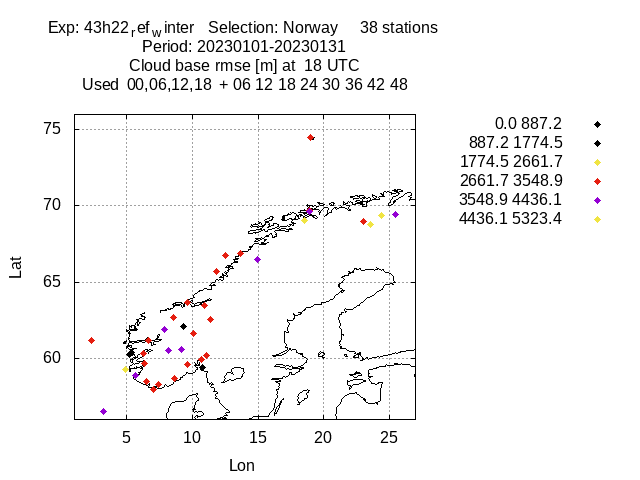 Exp: 43h22ref winter Selection: Norway 38 stations
Period: 20230101-20230131
Cloud base rmse [m] at 18 UTC
Used 00,06,12,18 + 06 12 18 24 30 36 42 48
0.0 887.2
887.2 1774.5
1774.5 2661.7
2661.7 3548.9
3548.9 4436.1
4436.1 5323.4
75
70
65
60
Lat
5 10 15 20 25
Lon